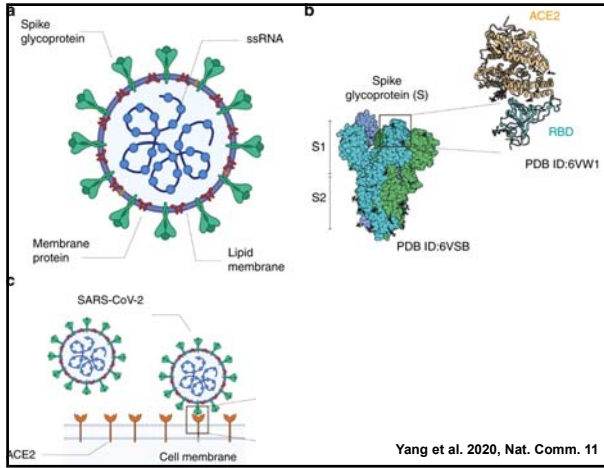 a
Spike
glycoprotein
ssRNA
Membrane
protein
Lipid
membrane
b
ACE2
Spike
glycoprotein (S)
RBD
S1
PDB ID:6VW1
S2
PDB ID:6VSB
c
SARS-CoV-2
ACE2
Cell membrane
Yang et al. 2020, Nat. Comm. 11